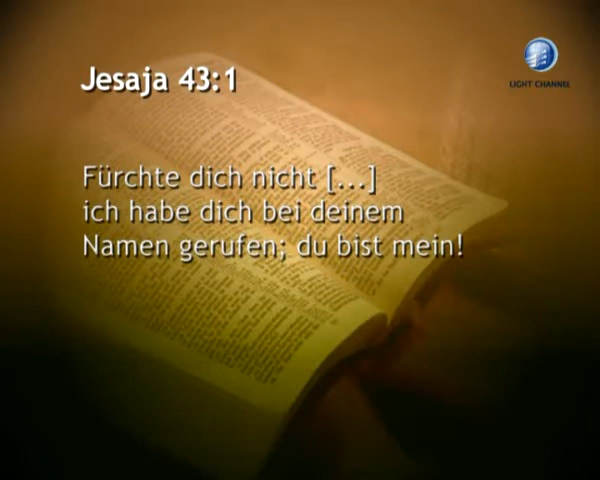 Jesaja 43:1
LIGHT CHANNEL
Fürchte dich nicht [...]
ich habe dich bei deinem
Namen gerufen; du bist mein!